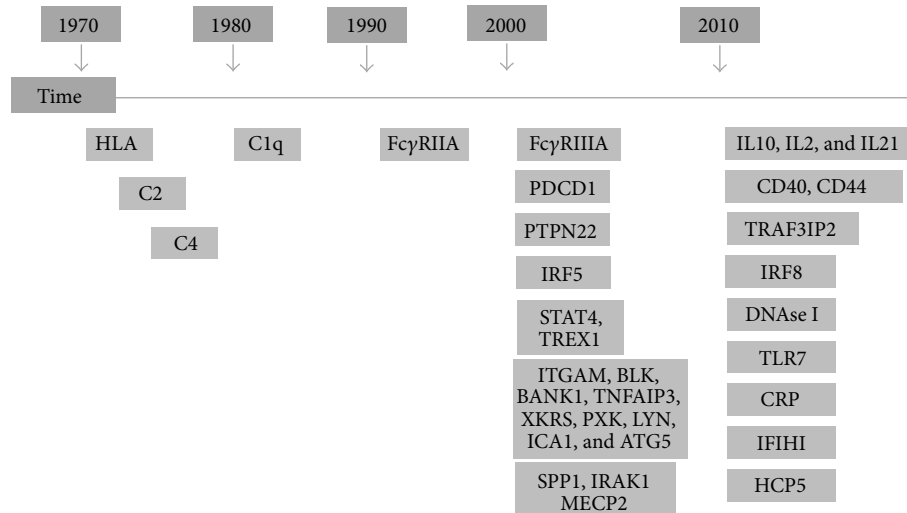 1970
1980
1990
2000
2010
Time
HLA
C2
C4
C1q
FcγRIIA
FcγRIIIA
PDCD1
PTPN22
IRF5
STAT4,
TREX1
ITGAM, BLK,
BANK1, TNFAIP3,
XKRS, PXK, LYN,
ICA1, and ATG5
SPP1, IRAK1
MECP2
IL10, IL2, and IL21
CD40, CD44
TRAF3IP2
IRF8
DNAse I
TLR7
CRP
IFIHI
HCP5